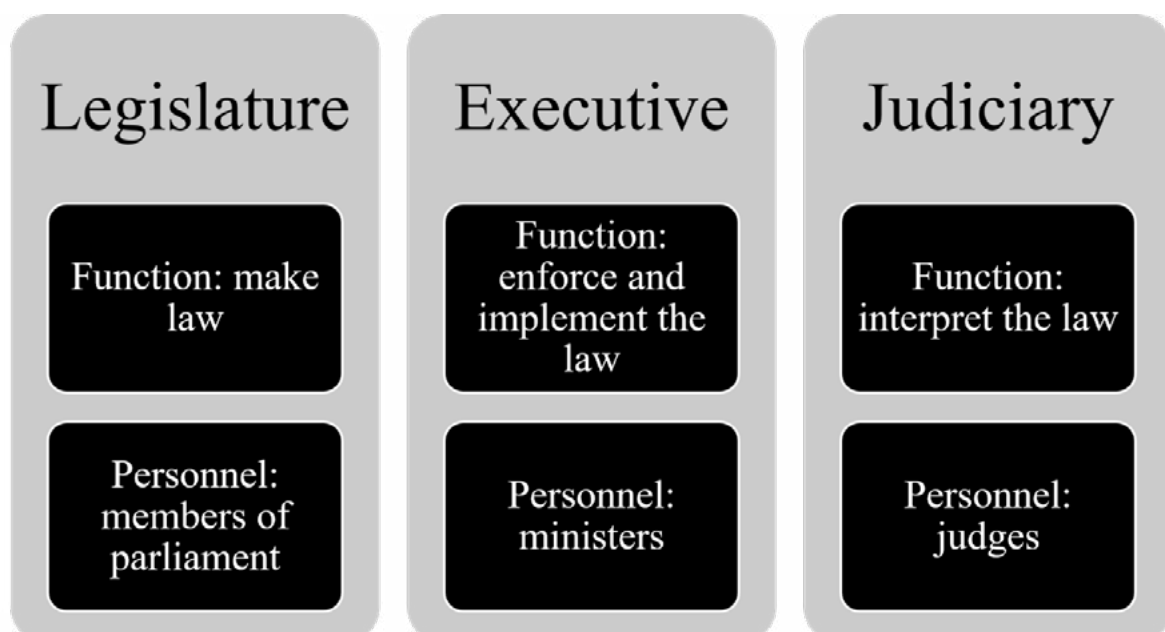 Legislature
Function: make
law
Personnel:
members of
parliament
Executive
Function:
enforce and
implement the
law
Personnel:
ministers
Judiciary
Function:
interpret the law
Personnel:
judges